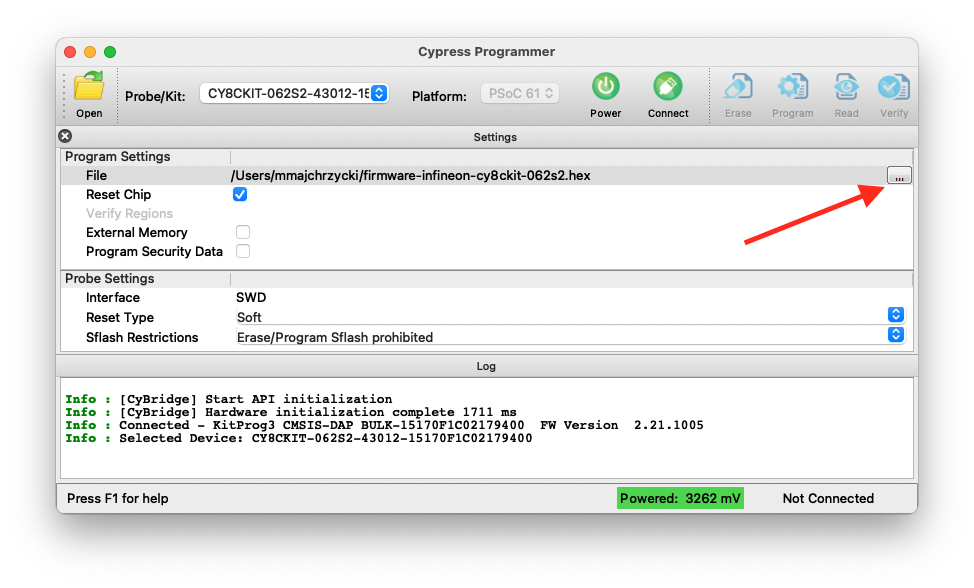 Cypress Programmer
Open
Probe/Kit:
CY8CKIT-062S2-43012-15
Platform:
PSoC 61
Power
Connect
Erase
Program
Read
Verify
Settings
Program Settings
File /Users/mmajchrzycki/firmware-infineon-cy8ckit-062s2.hex ...
Reset Chip
Verify Regions
External Memory
Program Security Data
Probe Settings
Interface SWD
Reset Type Soft
Sflash Restrictions Erase/Program Sflash prohibited
Log
Info : [CyBridge] Start API initialization
Info : [CyBridge] Hardware initialization complete 1711 ms
Info : Connected - KitProg3 CMSIS-DAP BULK-15170F1C02179400 FW Version 2.21.1005
Info : Selected Device: CY8CKIT-062S2-43012-15170F1C02179400
Press F1 for help
Powered: 3262 mV
Not Connected